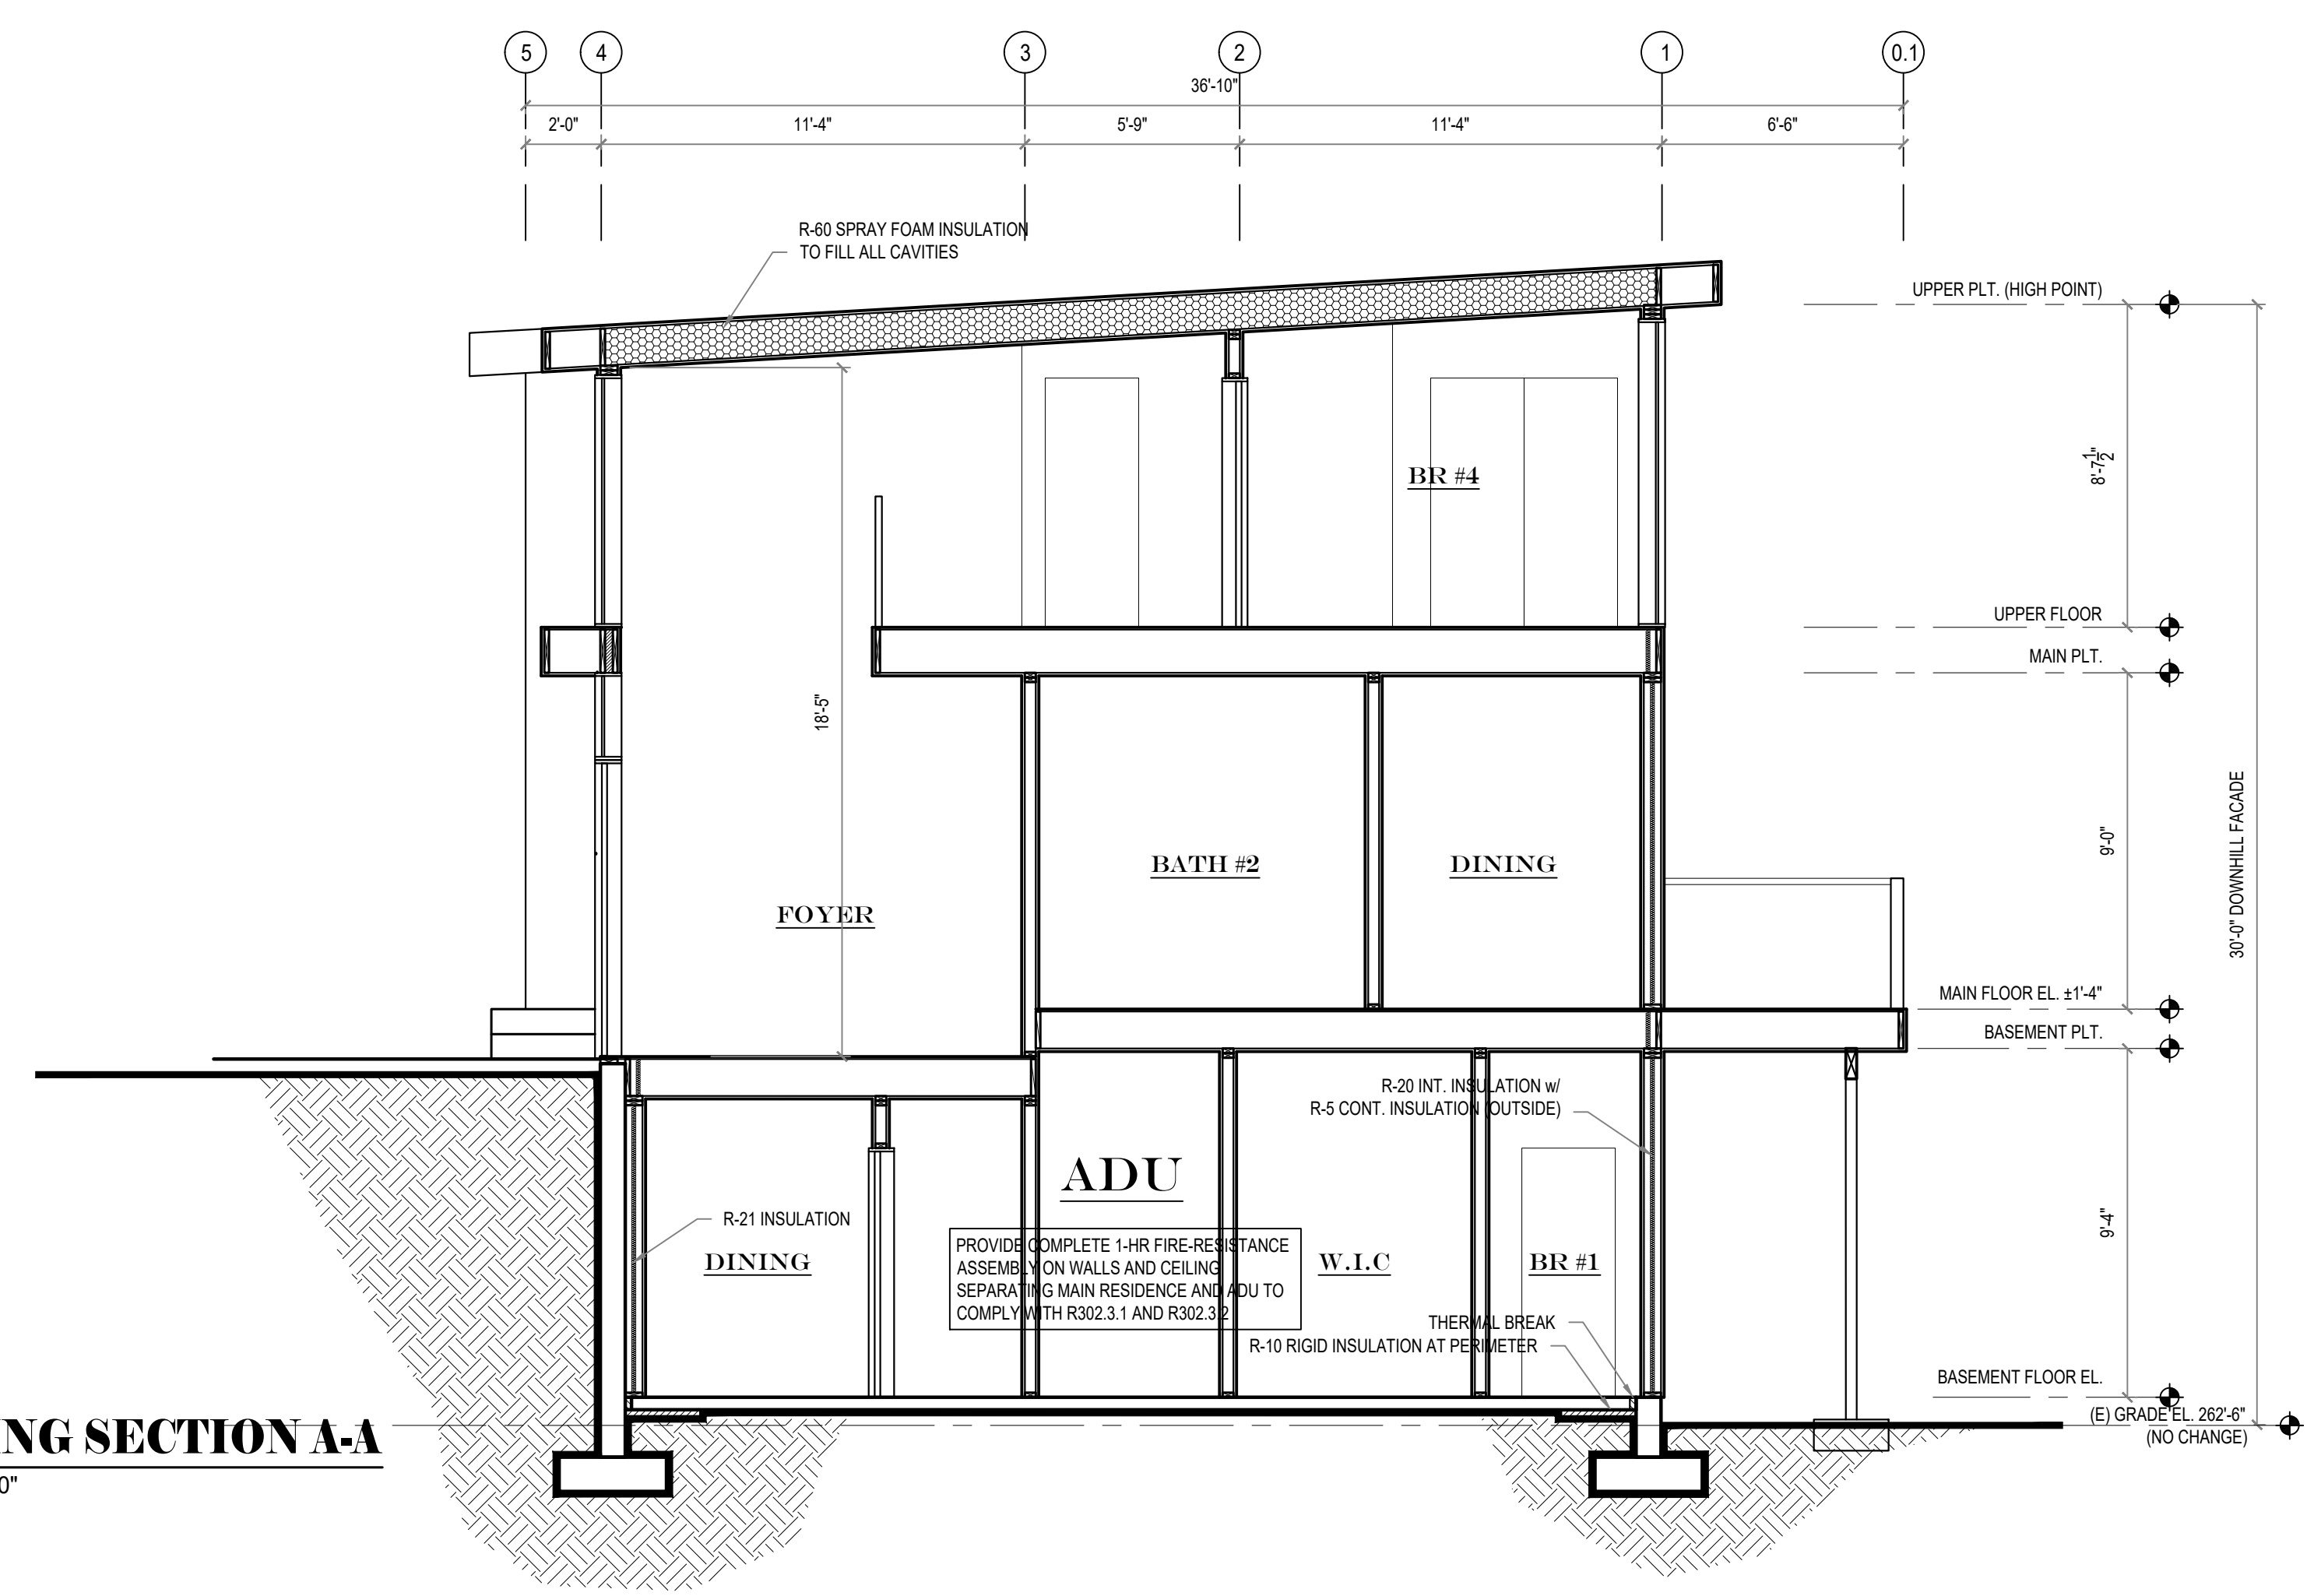 5 4 3 2 1 0.1
36'-10"
2'-0" 11'-4" 5'-9" 11'-4" 6'-6"
R-60 SPRAY FOAM INSULATION
TO FILL ALL CAVITIES
UPPER PLT. (HIGH POINT)
8'-7 1/2"
BR #4
UPPER FLOOR
MAIN PLT.
18'-5"
9'-0"
30'-0" DOWNHILL FACADE
BATH #2
DINING
FOYER
MAIN FLOOR EL. ±1'-4"
BASEMENT PLT.
R-20 INT. INSULATION w/
R-5 CONT. INSULATION (OUTSIDE)
ADU
9'-4"
R-21 INSULATION
DINING
PROVIDE COMPLETE 1-HR FIRE-RESISTANCE
ASSEMBLY ON WALLS AND CEILING
SEPARATING MAIN RESIDENCE AND ADU TO
COMPLY WITH R302.3.1 AND R302.3.2
W.I.C
BR #1
THERMAL BREAK
R-10 RIGID INSULATION AT PERIMETER
BASEMENT FLOOR EL.
(E) GRADE EL. 262'-6"
(NO CHANGE)
NG SECTION A-A
0"